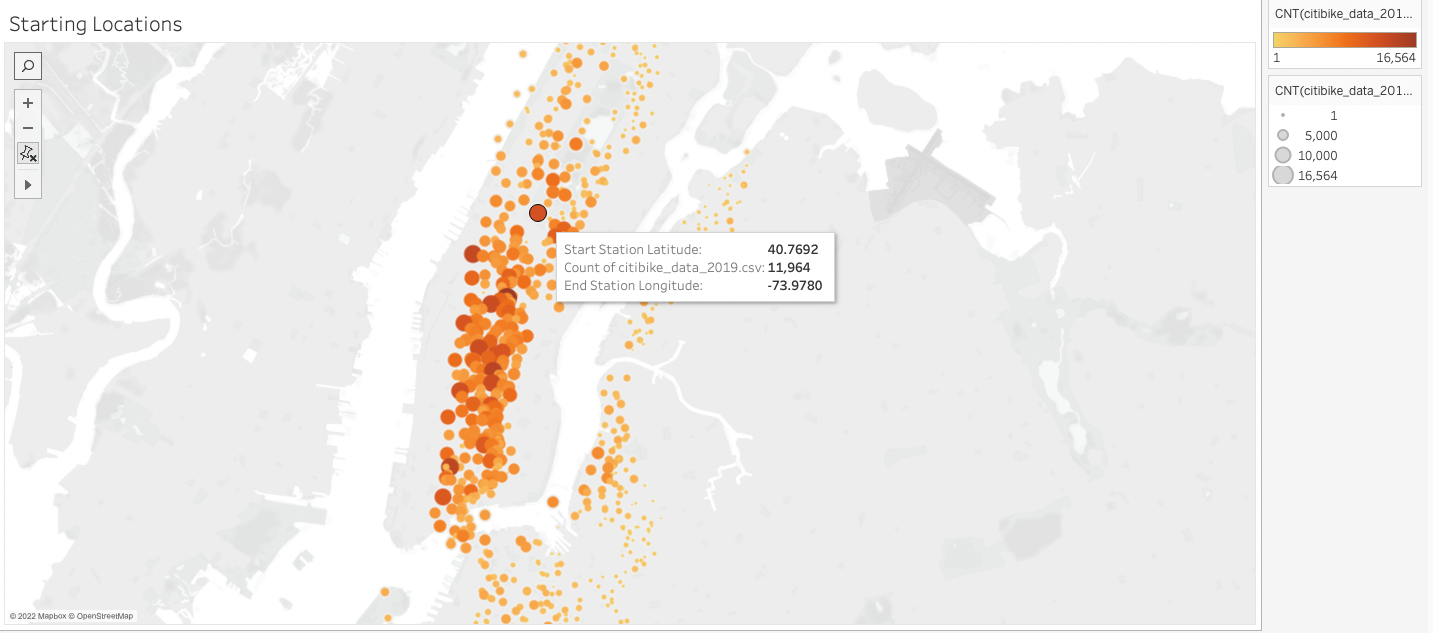 Starting Locations
CNT(citibike_data_201...
1 16,564
CNT(citibike_data_201...
1
5,000
10,000
16,564
+
−
Start Station Latitude: 40.7692
Count of citibike_data_2019.csv: 11,964
End Station Longitude: -73.9780
© 2022 Mapbox © OpenStreetMap